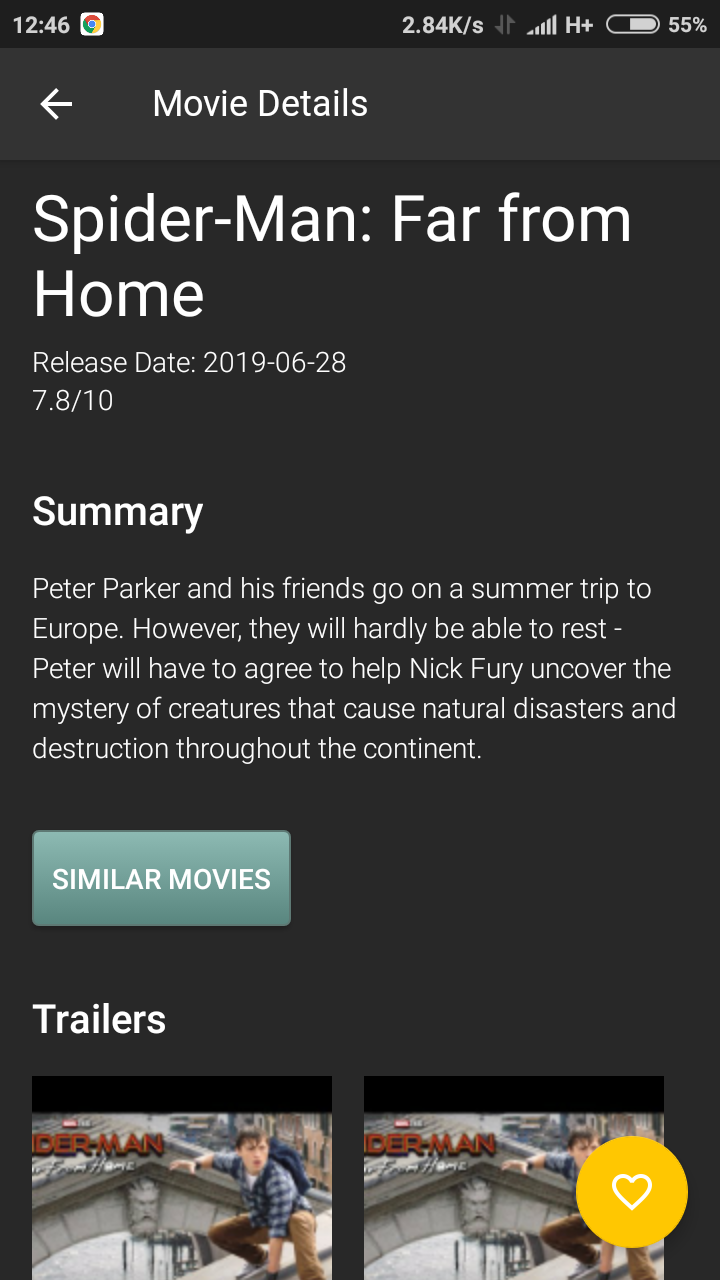 12:46 2.84K/s H+ 55%
Movie Details
Spider-Man: Far from
Home
Release Date: 2019-06-28
7.8/10
Summary
Peter Parker and his friends go on a summer trip to
Europe. However, they will hardly be able to rest -
Peter will have to agree to help Nick Fury uncover the
mystery of creatures that cause natural disasters and
destruction throughout the continent.
SIMILAR MOVIES
Trailers
IDER-MAN IDER-MAN
From Home From Home